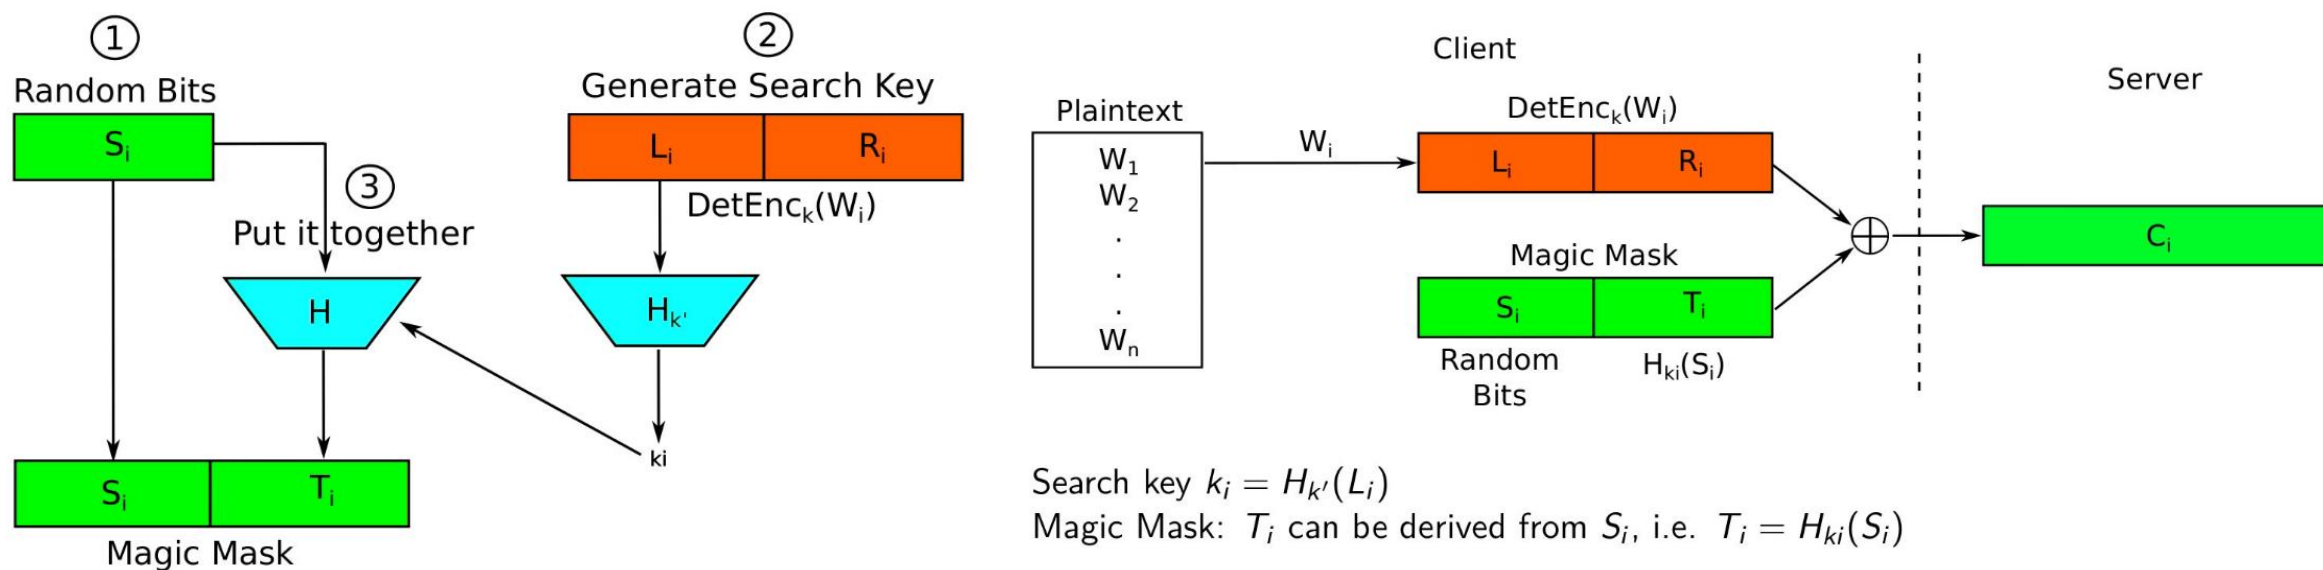 ①
Random Bits
Sᵢ
②
Generate Search Key
Lᵢ Rᵢ
DetEncₖ(Wᵢ)
③
Put it together
H
Hₖ'
ki
Sᵢ Tᵢ
Magic Mask
Client
Server
Plaintext
W₁
W₂
.
.
.
Wₙ
Wᵢ
DetEncₖ(Wᵢ)
Lᵢ Rᵢ
⊕
Cᵢ
Magic Mask
Sᵢ Tᵢ
Random
Bits
Hₖᵢ(Sᵢ)
Search key kᵢ = Hₖ′(Lᵢ)
Magic Mask: Tᵢ can be derived from Sᵢ, i.e. Tᵢ = Hₖᵢ(Sᵢ)